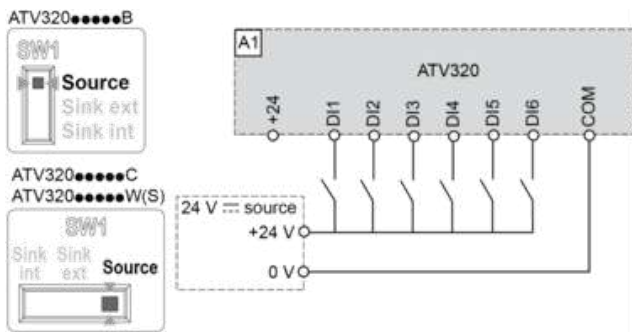 ATV320●●●●●B
SW1
Source
Sink ext
Sink int
ATV320●●●●●C
ATV320●●●●●W(S)
SW1
Sink int
Sink ext
Source
A1
ATV320
+24
DI1
DI2
DI3
DI4
DI5
DI6
COM
24 V ⎓ source
+24 V
0 V